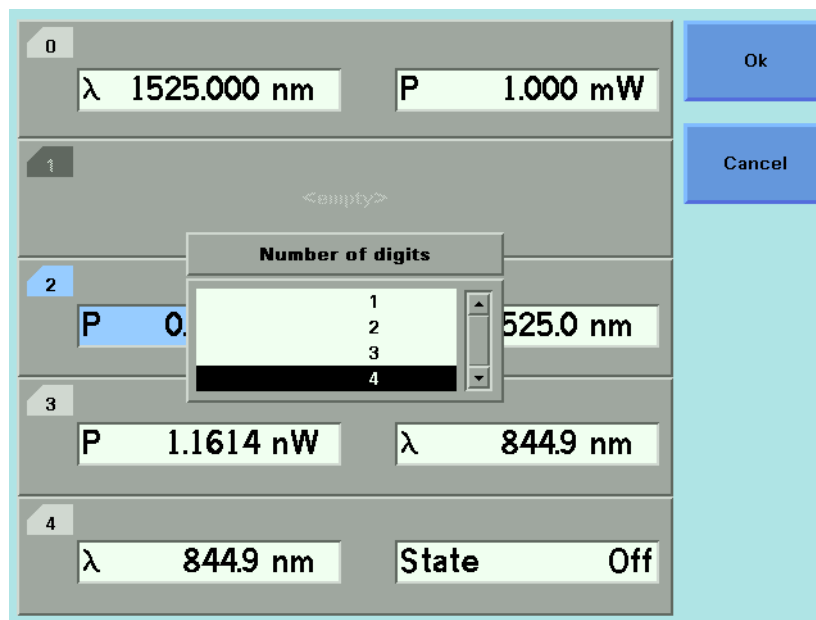 0
λ 1525.000 nm P 1.000 mW
Ok
1
<empty>
Cancel
Number of digits
1
2
3
4
2
P 0. 525.0 nm
3
P 1.1614 nW λ 844.9 nm
4
λ 844.9 nm State Off